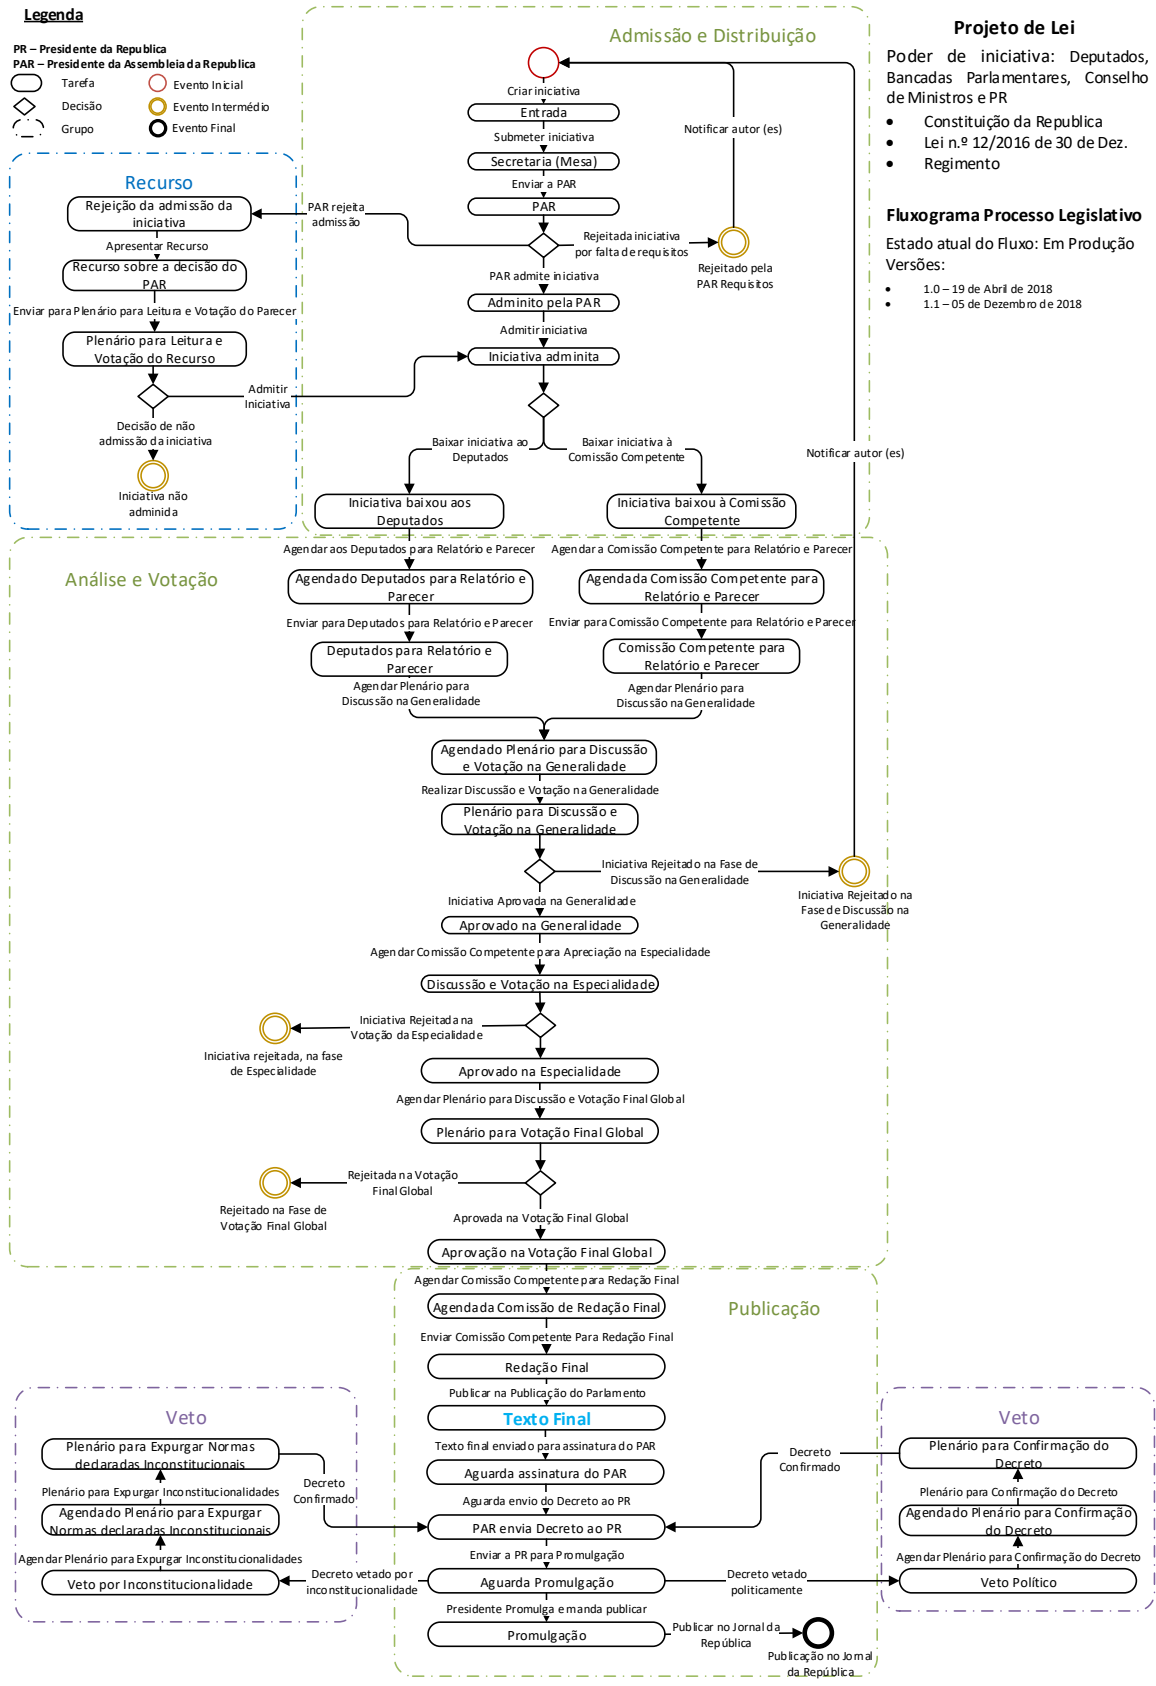 Legenda
PR – Presidente da Republica
PAR – Presidente da Assembleia da Republica
Tarefa
Evento Inicial
Decisão
Evento Intermédio
Grupo
Evento Final
Projeto de Lei
Poder de iniciativa: Deputados,
Bancadas Parlamentares, Conselho
de Ministros e PR
• Constituição da Republica
• Lei n.º 12/2016 de 30 de Dez.
• Regimento
Fluxograma Processo Legislativo
Estado atual do Fluxo: Em Produção
Versões:
• 1.0 – 19 de Abril de 2018
• 1.1 – 05 de Dezembro de 2018
Admissão e Distribuição
Criar iniciativa
Entrada
Submeter iniciativa
Secretaria (Mesa)
Enviar a PAR
PAR
Notificar autor (es)
PAR rejeita
admissão
Rejeitada iniciativa
por falta de requisitos
Rejeitado pela
PAR Requisitos
PAR admite iniciativa
Adminito pela PAR
Admitir iniciativa
Iniciativa adminita
Baixar iniciativa ao
Deputados
Baixar iniciativa à
Comissão Competente
Notificar autor (es)
Iniciativa baixou aos
Deputados
Iniciativa baixou à Comissão
Competente
Recurso
Rejeição da admissão da
iniciativa
Apresentar Recurso
Recurso sobre a decisão do
PAR
Enviar para Plenário para Leitura e Votação do Parecer
Plenário para Leitura e
Votação do Recurso
Admitir
Iniciativa
Decisão de não
admissão da iniciativa
Iniciativa não
adminida
Análise e Votação
Agendar aos Deputados para Relatório e Parecer
Agendar a Comissão Competente para Relatório e Parecer
Agendado Deputados para Relatório e
Parecer
Agendada Comissão Competente para
Relatório e Parecer
Enviar para Deputados para Relatório e Parecer
Enviar para Comissão Competente para Relatório e Parecer
Deputados para Relatório e
Parecer
Comissão Competente para
Relatório e Parecer
Agendar Plenário para
Discussão na Generalidade
Agendar Plenário para
Discussão na Generalidade
Agendado Plenário para Discussão
e Votação na Generalidade
Realizar Discussão e Votação na Generalidade
Plenário para Discussão e
Votação na Generalidade
Iniciativa Rejeitado na Fase de
Discussão na Generalidade
Iniciativa Rejeitado na
Fase de Discussão na
Generalidade
Iniciativa Aprovada na Generalidade
Aprovado na Generalidade
Agendar Comissão Competente para Apreciação na Especialidade
Discussão e Votação na Especialidade
Iniciativa Rejeitada na
Votação da Especialidade
Iniciativa rejeitada, na fase
de Especialidade
Aprovado na Especialidade
Agendar Plenário para Discussão e Votação Final Global
Plenário para Votação Final Global
Rejeitada na Votação
Final Global
Rejeitado na Fase de
Votação Final Global
Aprovada na Votação Final Global
Aprovação na Votação Final Global
Agendar Comissão Competente para Redação Final
Publicação
Agendada Comissão de Redação Final
Enviar Comissão Competente Para Redação Final
Redação Final
Publicar na Publicação do Parlamento
Texto Final
Texto final enviado para assinatura do PAR
Aguarda assinatura do PAR
Aguarda envio do Decreto ao PR
PAR envia Decreto ao PR
Enviar a PR para Promulgação
Aguarda Promulgação
Presidente Promulga e manda publicar
Promulgação
Publicar no Jornal da
República
Publicação no Jornal
da República
Veto
Plenário para Expurgar Normas
declaradas Inconstitucionais
Plenário para Expurgar Inconstitucionalidades
Agendado Plenário para Expurgar
Normas declaradas Inconstitucionais
Agendar Plenário para Expurgar Inconstitucionalidades
Veto por Inconstitucionalidade
Decreto
Confirmado
Decreto vetado por
inconstitucionalidade
Veto
Plenário para Confirmação do
Decreto
Plenário para Confirmação do Decreto
Agendado Plenário para Confirmação
do Decreto
Agendar Plenário para Confirmação do Decreto
Veto Político
Decreto
Confirmado
Decreto vetado
politicamente